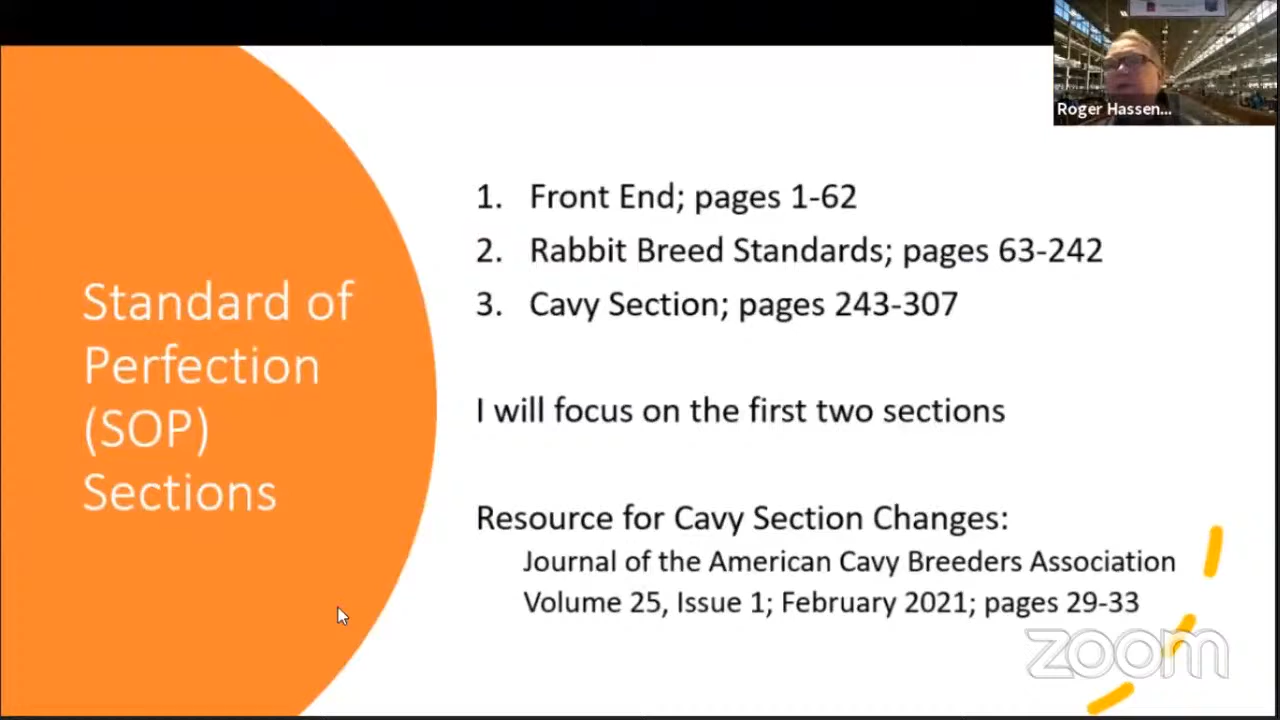 Roger Hassen...
Standard of
Perfection
(SOP)
Sections
1. Front End; pages 1-62
2. Rabbit Breed Standards; pages 63-242
3. Cavy Section; pages 243-307
I will focus on the first two sections
Resource for Cavy Section Changes:
Journal of the American Cavy Breeders Association
Volume 25, Issue 1; February 2021; pages 29-33
zoom